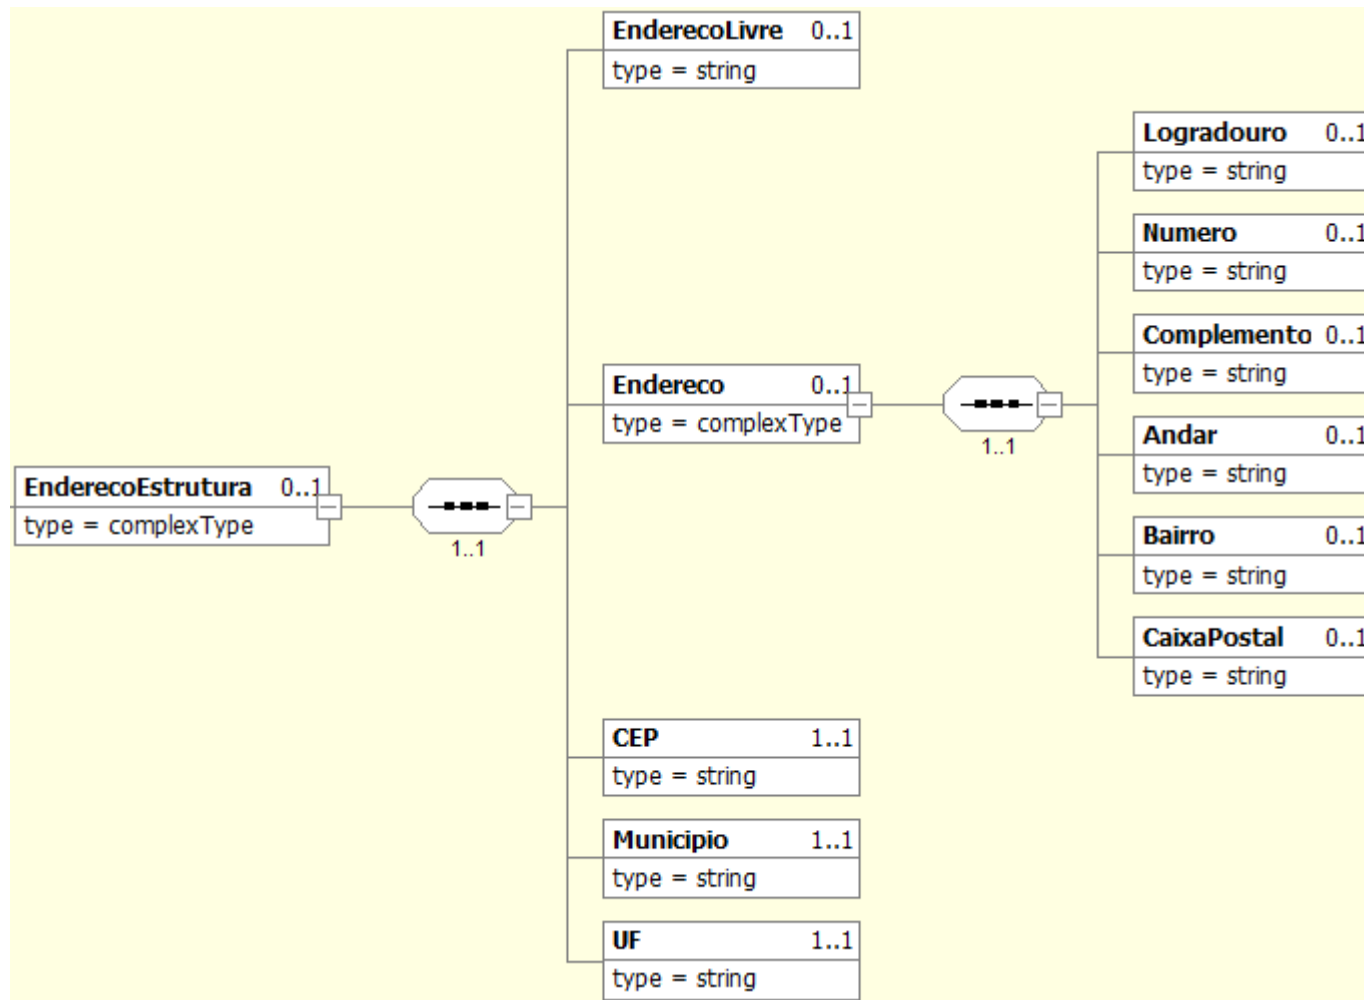 EnderecoLivre 0..1
type = string
Logradouro 0..1
type = string
Numero 0..1
type = string
Complemento 0..1
type = string
Endereco 0..1
type = complexType
1..1
Andar 0..1
type = string
EnderecoEstrutura 0..1
type = complexType
1..1
Bairro 0..1
type = string
CaixaPostal 0..1
type = string
CEP 1..1
type = string
Municipio 1..1
type = string
UF 1..1
type = string